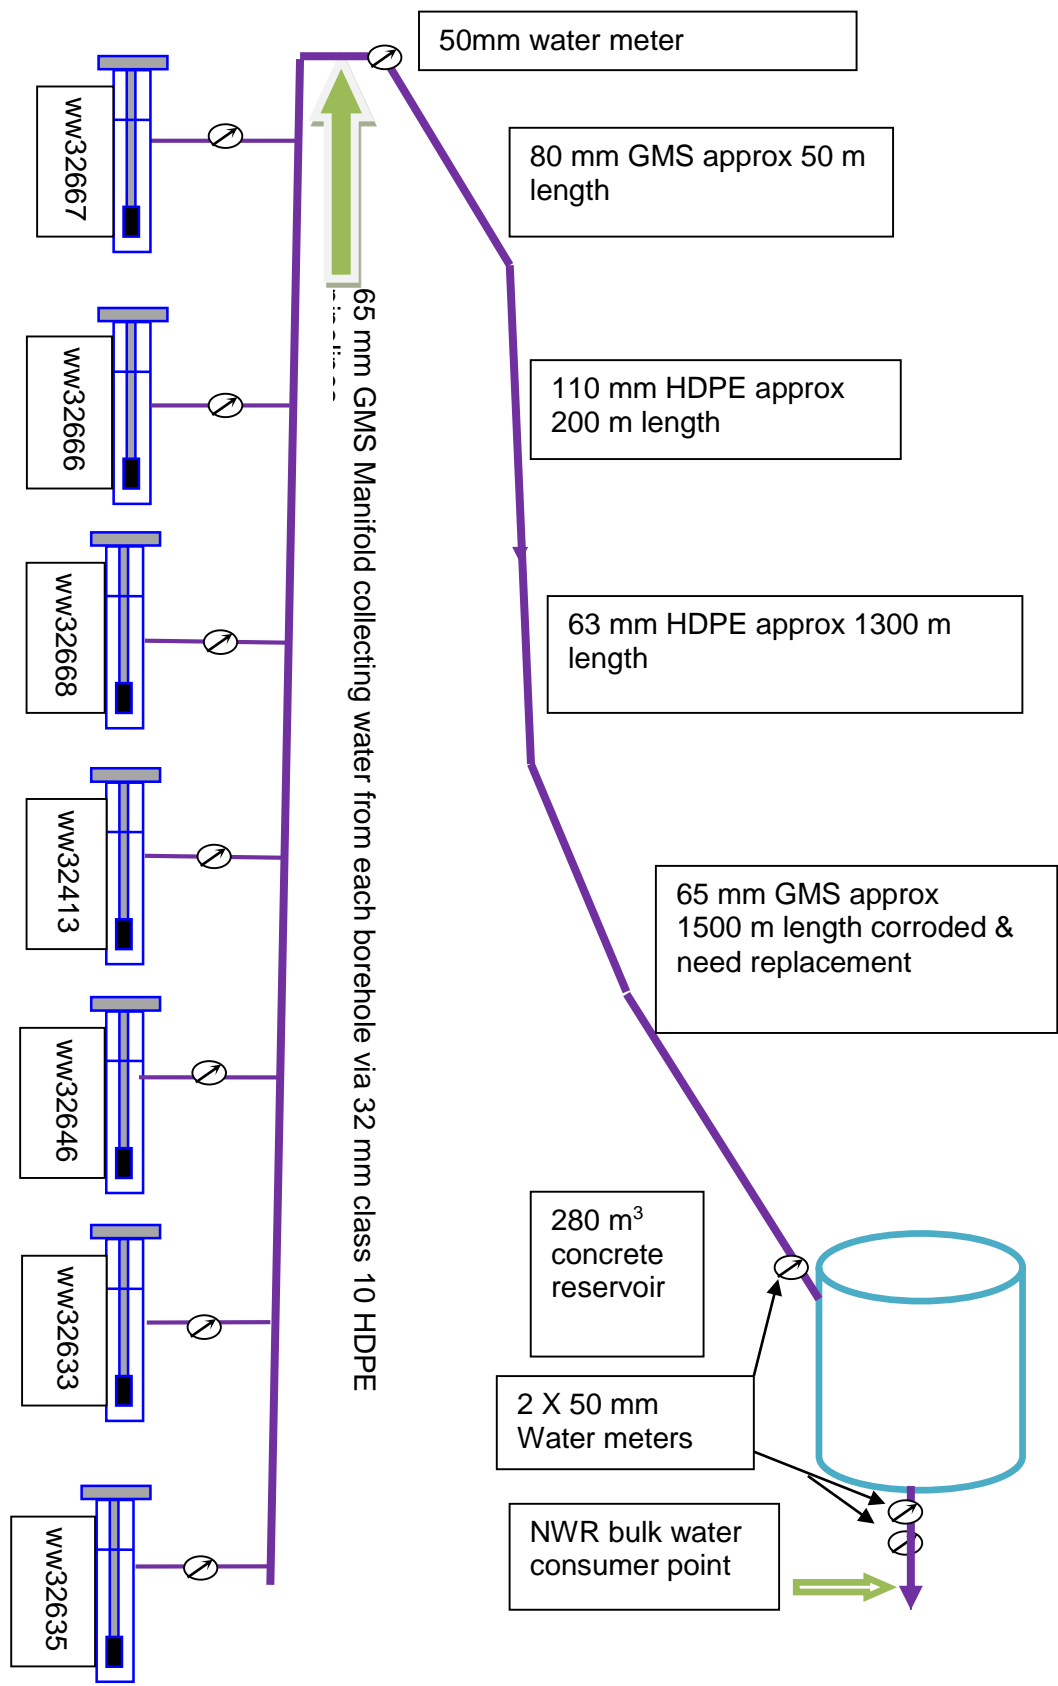 50mm water meter
80 mm GMS approx 50 m
length
110 mm HDPE approx
200 m length
63 mm HDPE approx 1300 m
length
65 mm GMS approx
1500 m length corroded &
need replacement
280 m³
concrete
reservoir
2 X 50 mm
Water meters
NWR bulk water
consumer point
65 mm GMS Manifold collecting water from each borehole via 32 mm class 10 HDPE
ww32667
ww32666
ww32668
ww32413
ww32646
ww32633
ww32635